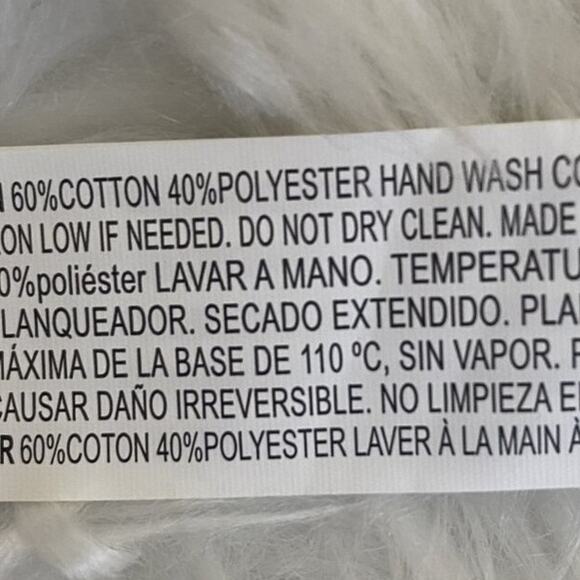 60%COTTON 40%POLYESTER HAND WASH CO
ON LOW IF NEEDED. DO NOT DRY CLEAN. MADE
0%poliéster LAVAR A MANO. TEMPERATU
LANQUEADOR. SECADO EXTENDIDO. PLA
MÁXIMA DE LA BASE DE 110 ºC, SIN VAPOR.
CAUSAR DAÑO IRREVERSIBLE. NO LIMPIEZA E
R 60%COTON 40%POLYESTER LAVER À LA MAIN À